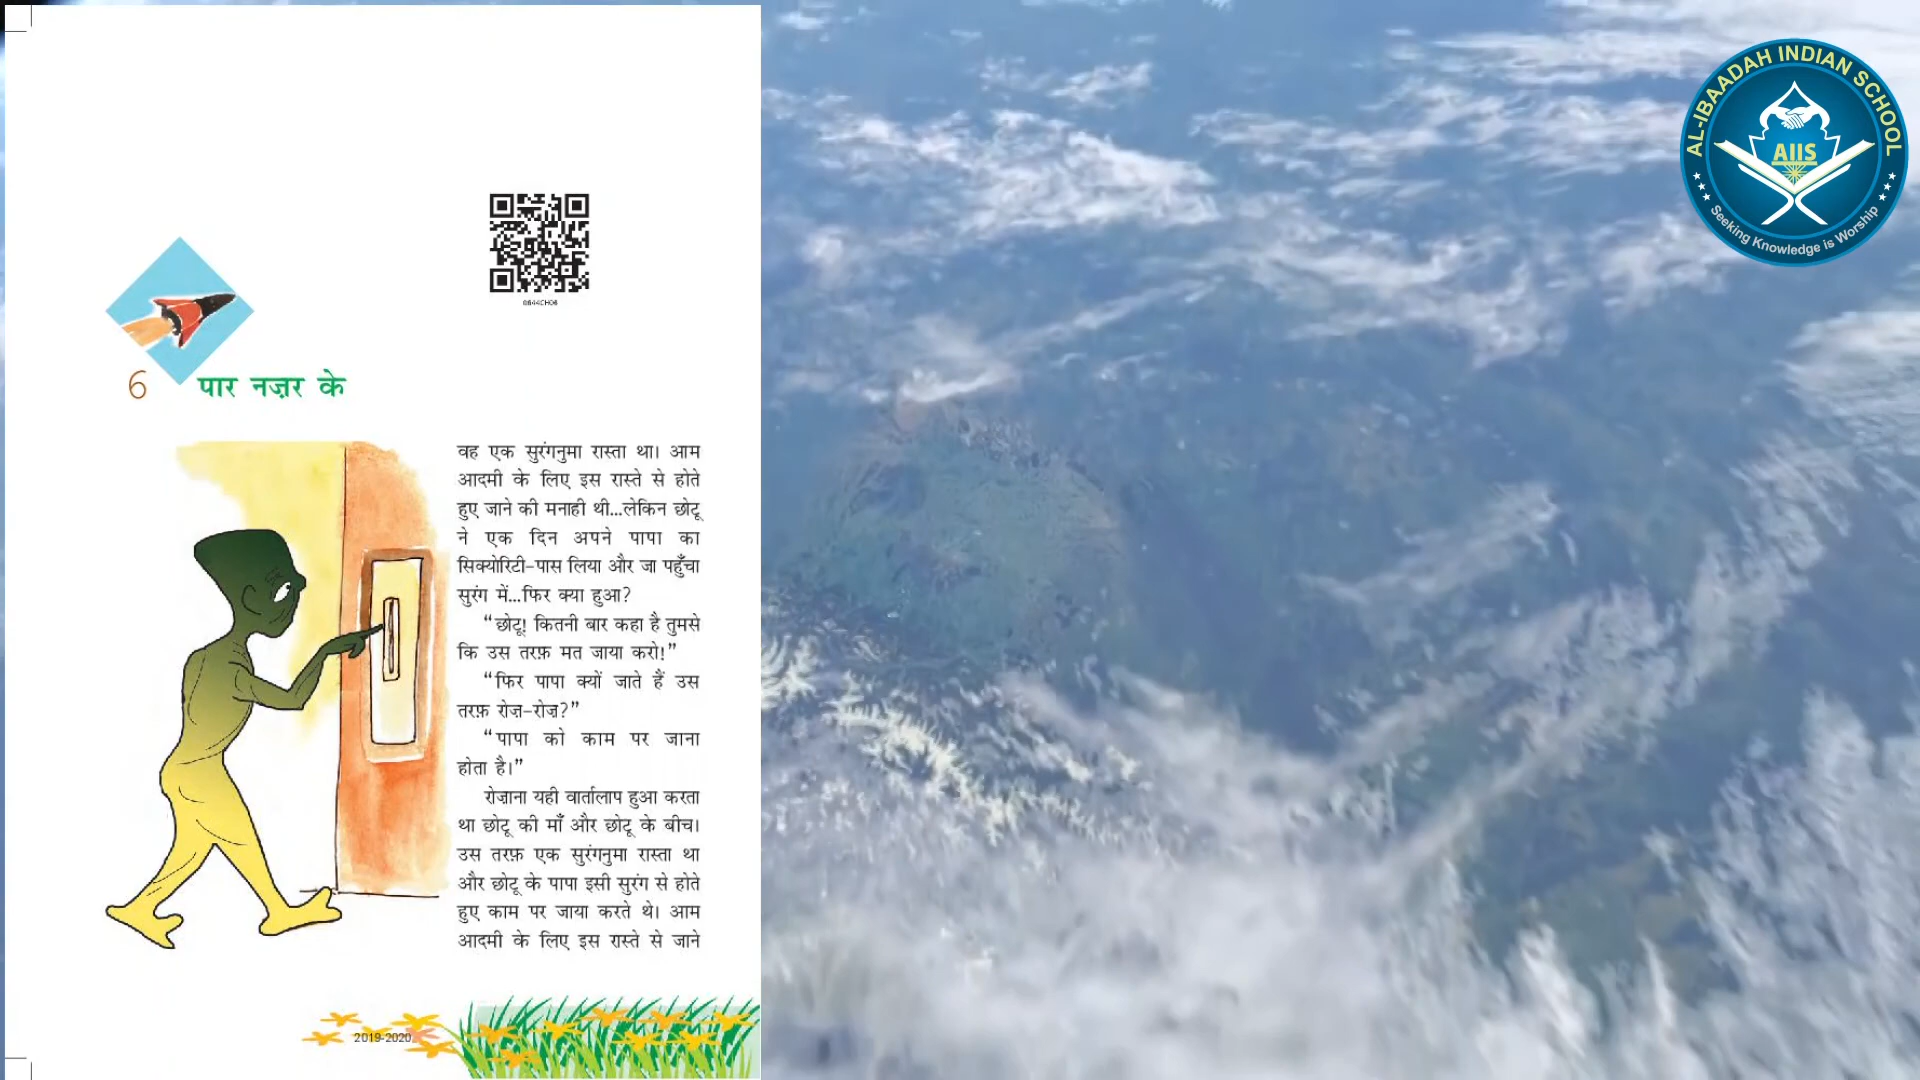 AL-IBAADAH INDIAN SCHOOL
AIIS
Seeking Knowledge is Worship
0644CH06
6 पार नज़र के
वह एक सुरंगनुमा रास्ता था। आम
आदमी के लिए इस रास्ते से होते
हुए जाने की मनाही थी...लेकिन छोटू
ने एक दिन अपने पापा का
सिक्योरिटी-पास लिया और जा पहुँचा
सुरंग में...फिर क्या हुआ?
“छोटू! कितनी बार कहा है तुमसे
कि उस तरफ़ मत जाया करो!”
“फिर पापा क्यों जाते हैं उस
तरफ़ रोज़-रोज़?”
“पापा को काम पर जाना
होता है।”
रोज़ाना यही वार्तालाप हुआ करता
था छोटू की माँ और छोटू के बीच।
उस तरफ़ एक सुरंगनुमा रास्ता था
और छोटू के पापा इसी सुरंग से होते
हुए काम पर जाया करते थे। आम
आदमी के लिए इस रास्ते से जाने
2019-2020